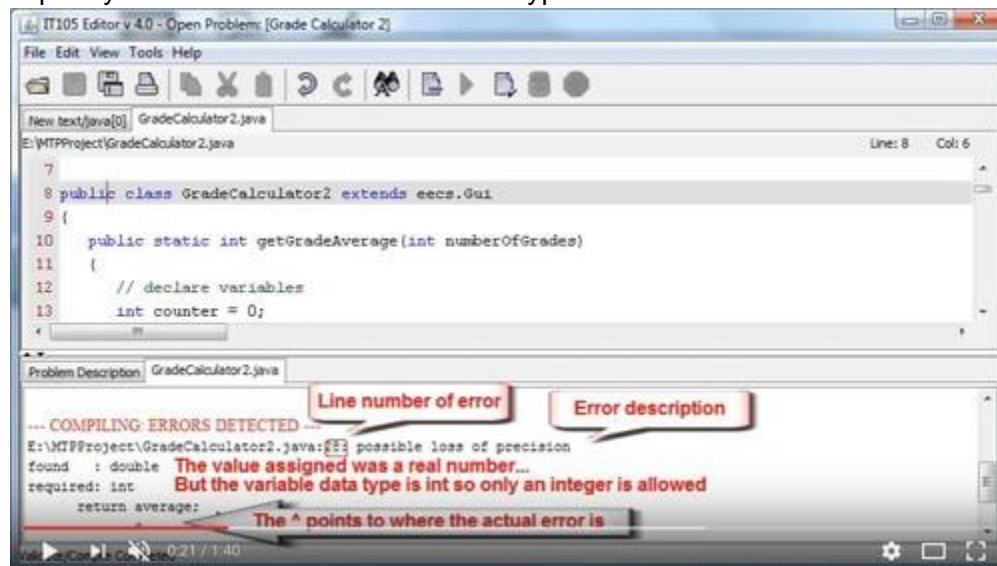 IT105 Editor v 4.0 - Open Problem: [Grade Calculator 2]
File Edit View Tools Help
New text/java[0] GradeCalculator2.java
E:\MTPProject\GradeCalculator2.java Line: 8 Col: 6
7
8 public class GradeCalculator2 extends eecs.Gui
9 {
10 public static int getGradeAverage(int numberOfGrades)
11 {
12 // declare variables
13 int counter = 0;
Problem Description GradeCalculator2.java
Line number of error
Error description
--- COMPILING: ERRORS DETECTED ---
E:\MTPProject\GradeCalculator2.java: possible loss of precision
found : double The value assigned was a real number...
required: int But the variable data type is int so only an integer is allowed
return average;
The ^ points to where the actual error is
0:21 / 1:40